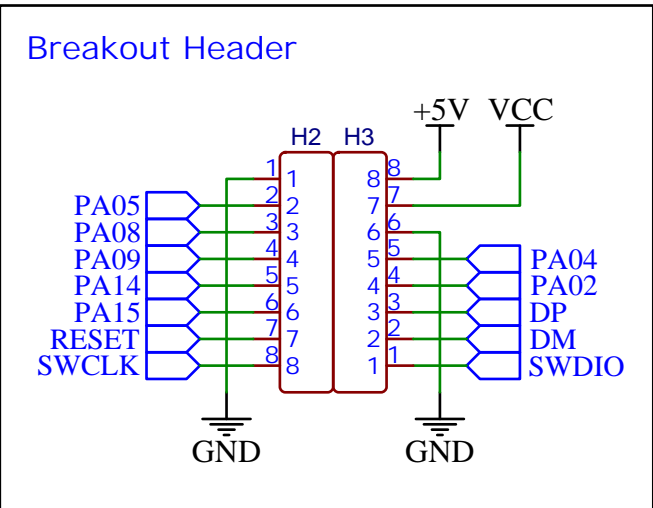 Breakout Header
+5V VCC
H2 H3
1 1 8 8
PA05 2 2 7 7
PA08 3 3 6 6
PA09 4 4 5 5 PA04
PA14 5 5 4 4 PA02
PA15 6 6 3 3 DP
RESET 7 7 2 2 DM
SWCLK 8 8 1 1 SWDIO
GND GND